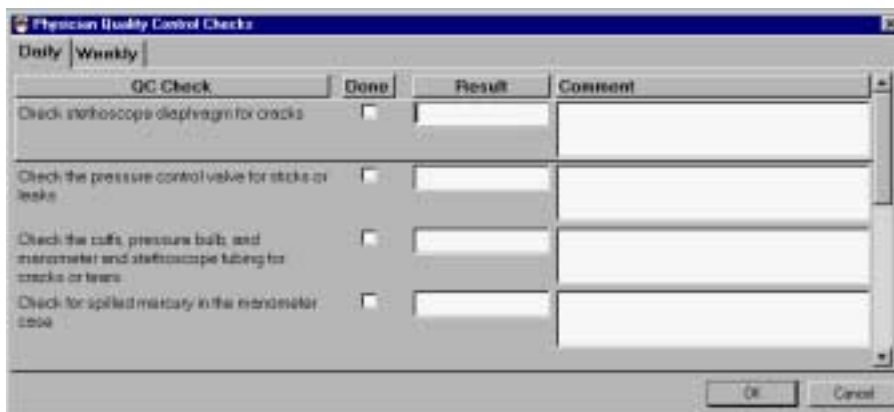 Physician Quality Control Checks
Daily Weekly
QC Check Done Result Comment
Check stethoscope diaphragm for cracks
Check the pressure control valve for sticks or
leaks
Check the cuffs, pressure bulb, and
manometer and stethoscope tubing for
cracks or tears
Check for spilled mercury in the manometer
case
OK Cancel